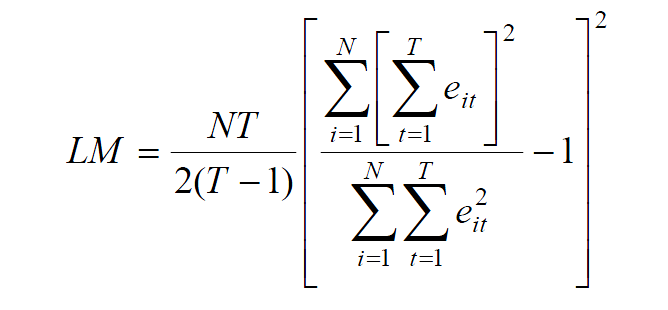 LM = \frac{NT}{2(T-1)} \left[ \frac{\sum_{i=1}^{N} \left[ \sum_{t=1}^{T} e_{it} \right]^2}{\sum_{i=1}^{N} \sum_{t=1}^{T} e_{it}^2} - 1 \right]^2